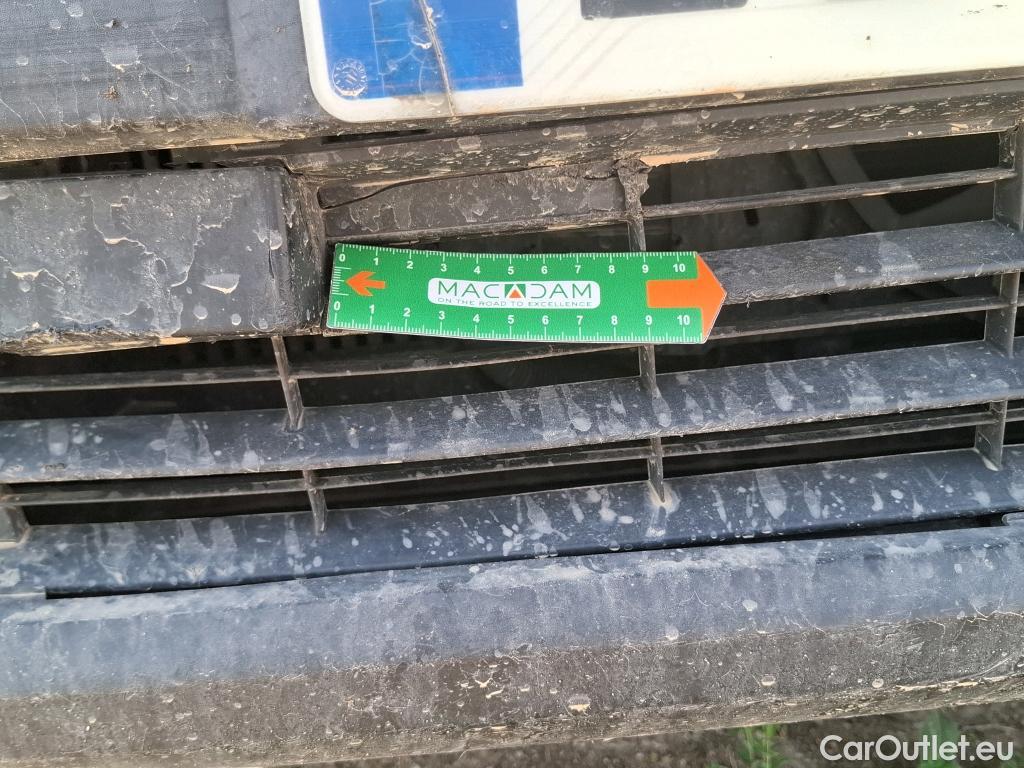 0 1 2 3 4 5 6 7 8 9 10
MACADAM
ON THE ROAD TO EXCELLENCE
0 1 2 3 4 5 6 7 8 9 10
CarOutlet.eu